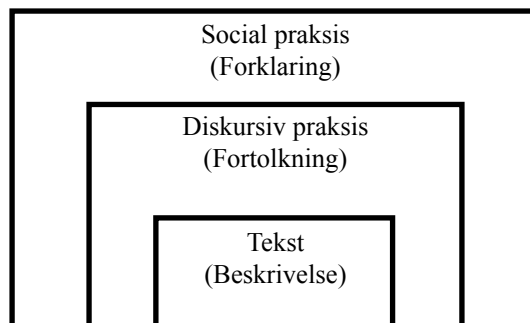 Social praksis
(Forklaring)
Diskursiv praksis
(Fortolkning)
Tekst
(Beskrivelse)